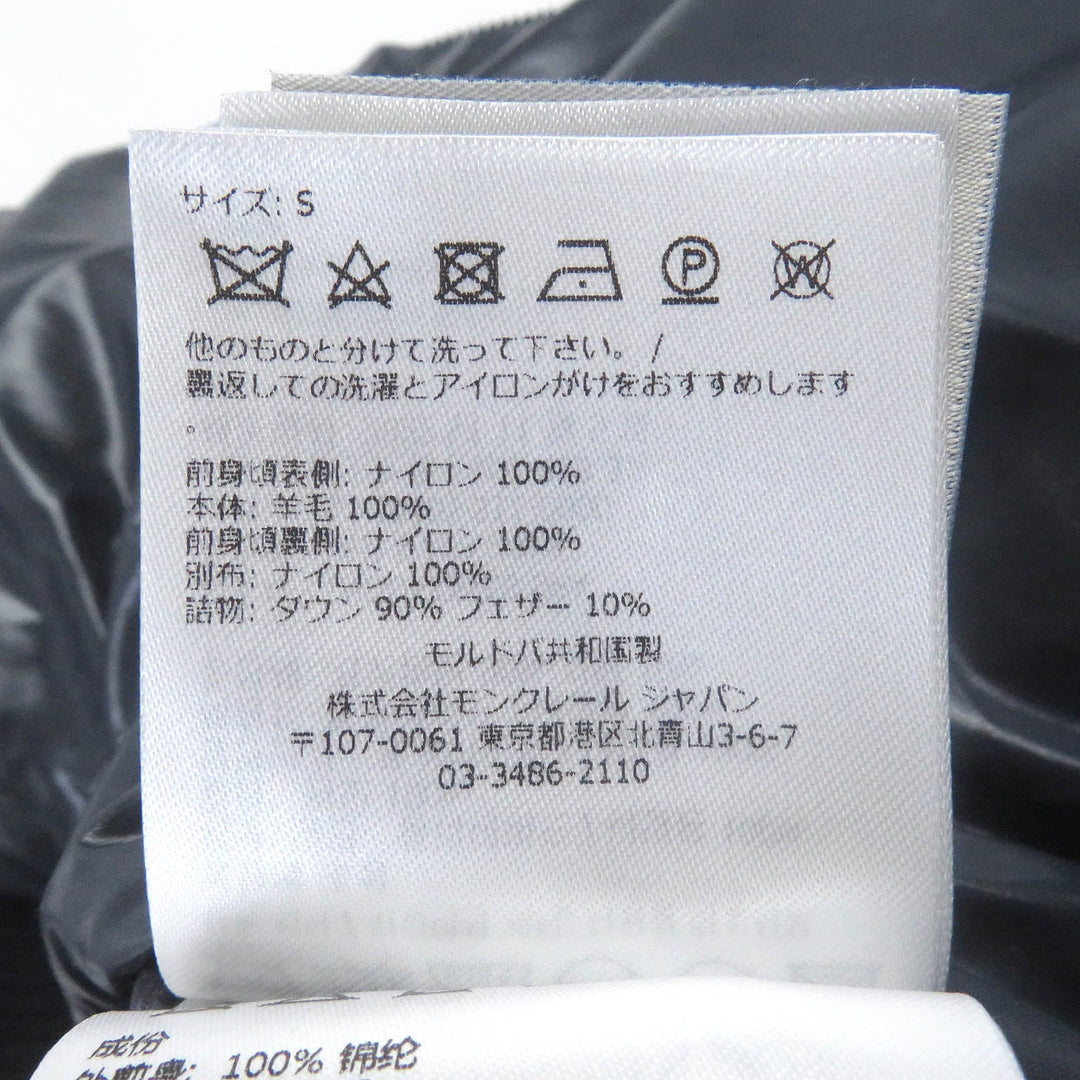 サイズ: S
P W
他のものと分けて洗って下さい。 /
裏返しての洗濯とアイロンがけをおすすめします
。
前身頃表側: ナイロン 100%
本体: 羊毛 100%
前身頃裏側: ナイロン 100%
別布: ナイロン 100%
詰物: ダウン 90% フェザー 10%
モルドバ共和国製
株式会社モンクレール ジャパン
〒107-0061 東京都港区北青山3-6-7
03-3486-2110
成份
100% 锦纶